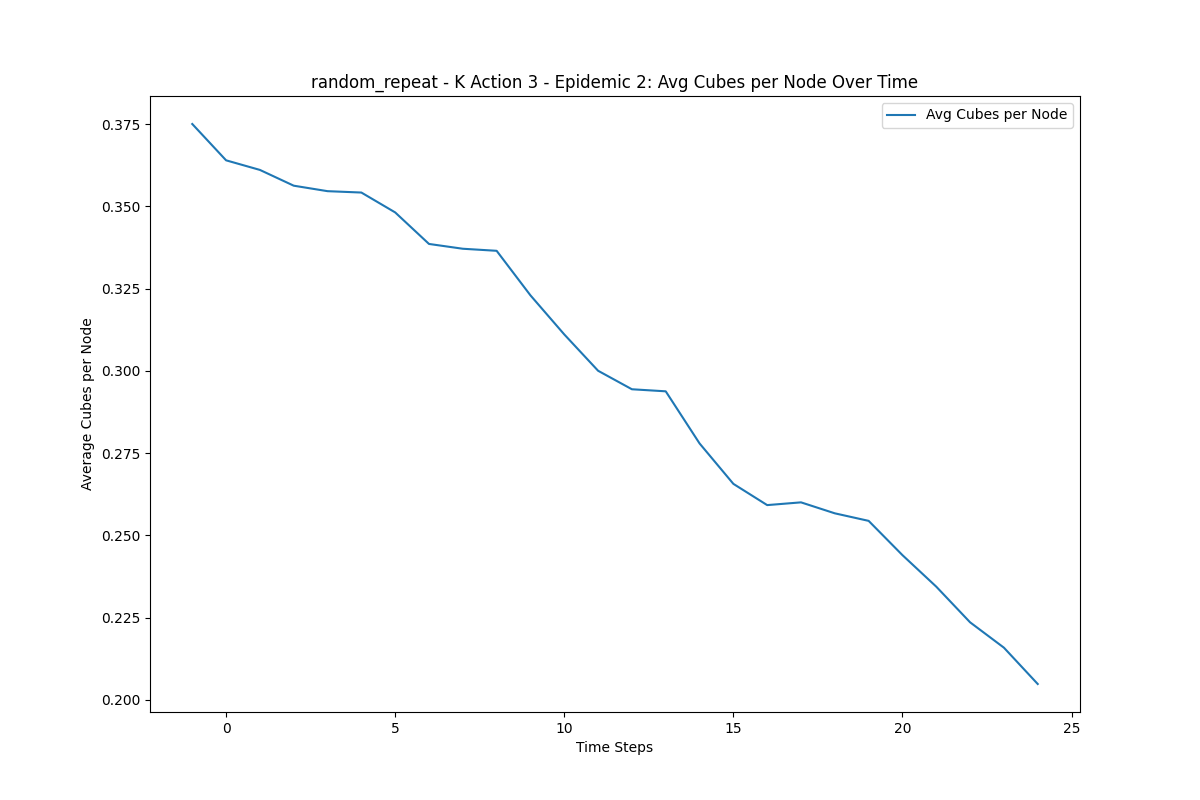 random_repeat - K Action 3 - Epidemic 2: Avg Cubes per Node Over Time
Avg Cubes per Node
Average Cubes per Node
0.375
0.350
0.325
0.300
0.275
0.250
0.225
0.200
0 5 10 15 20 25
Time Steps